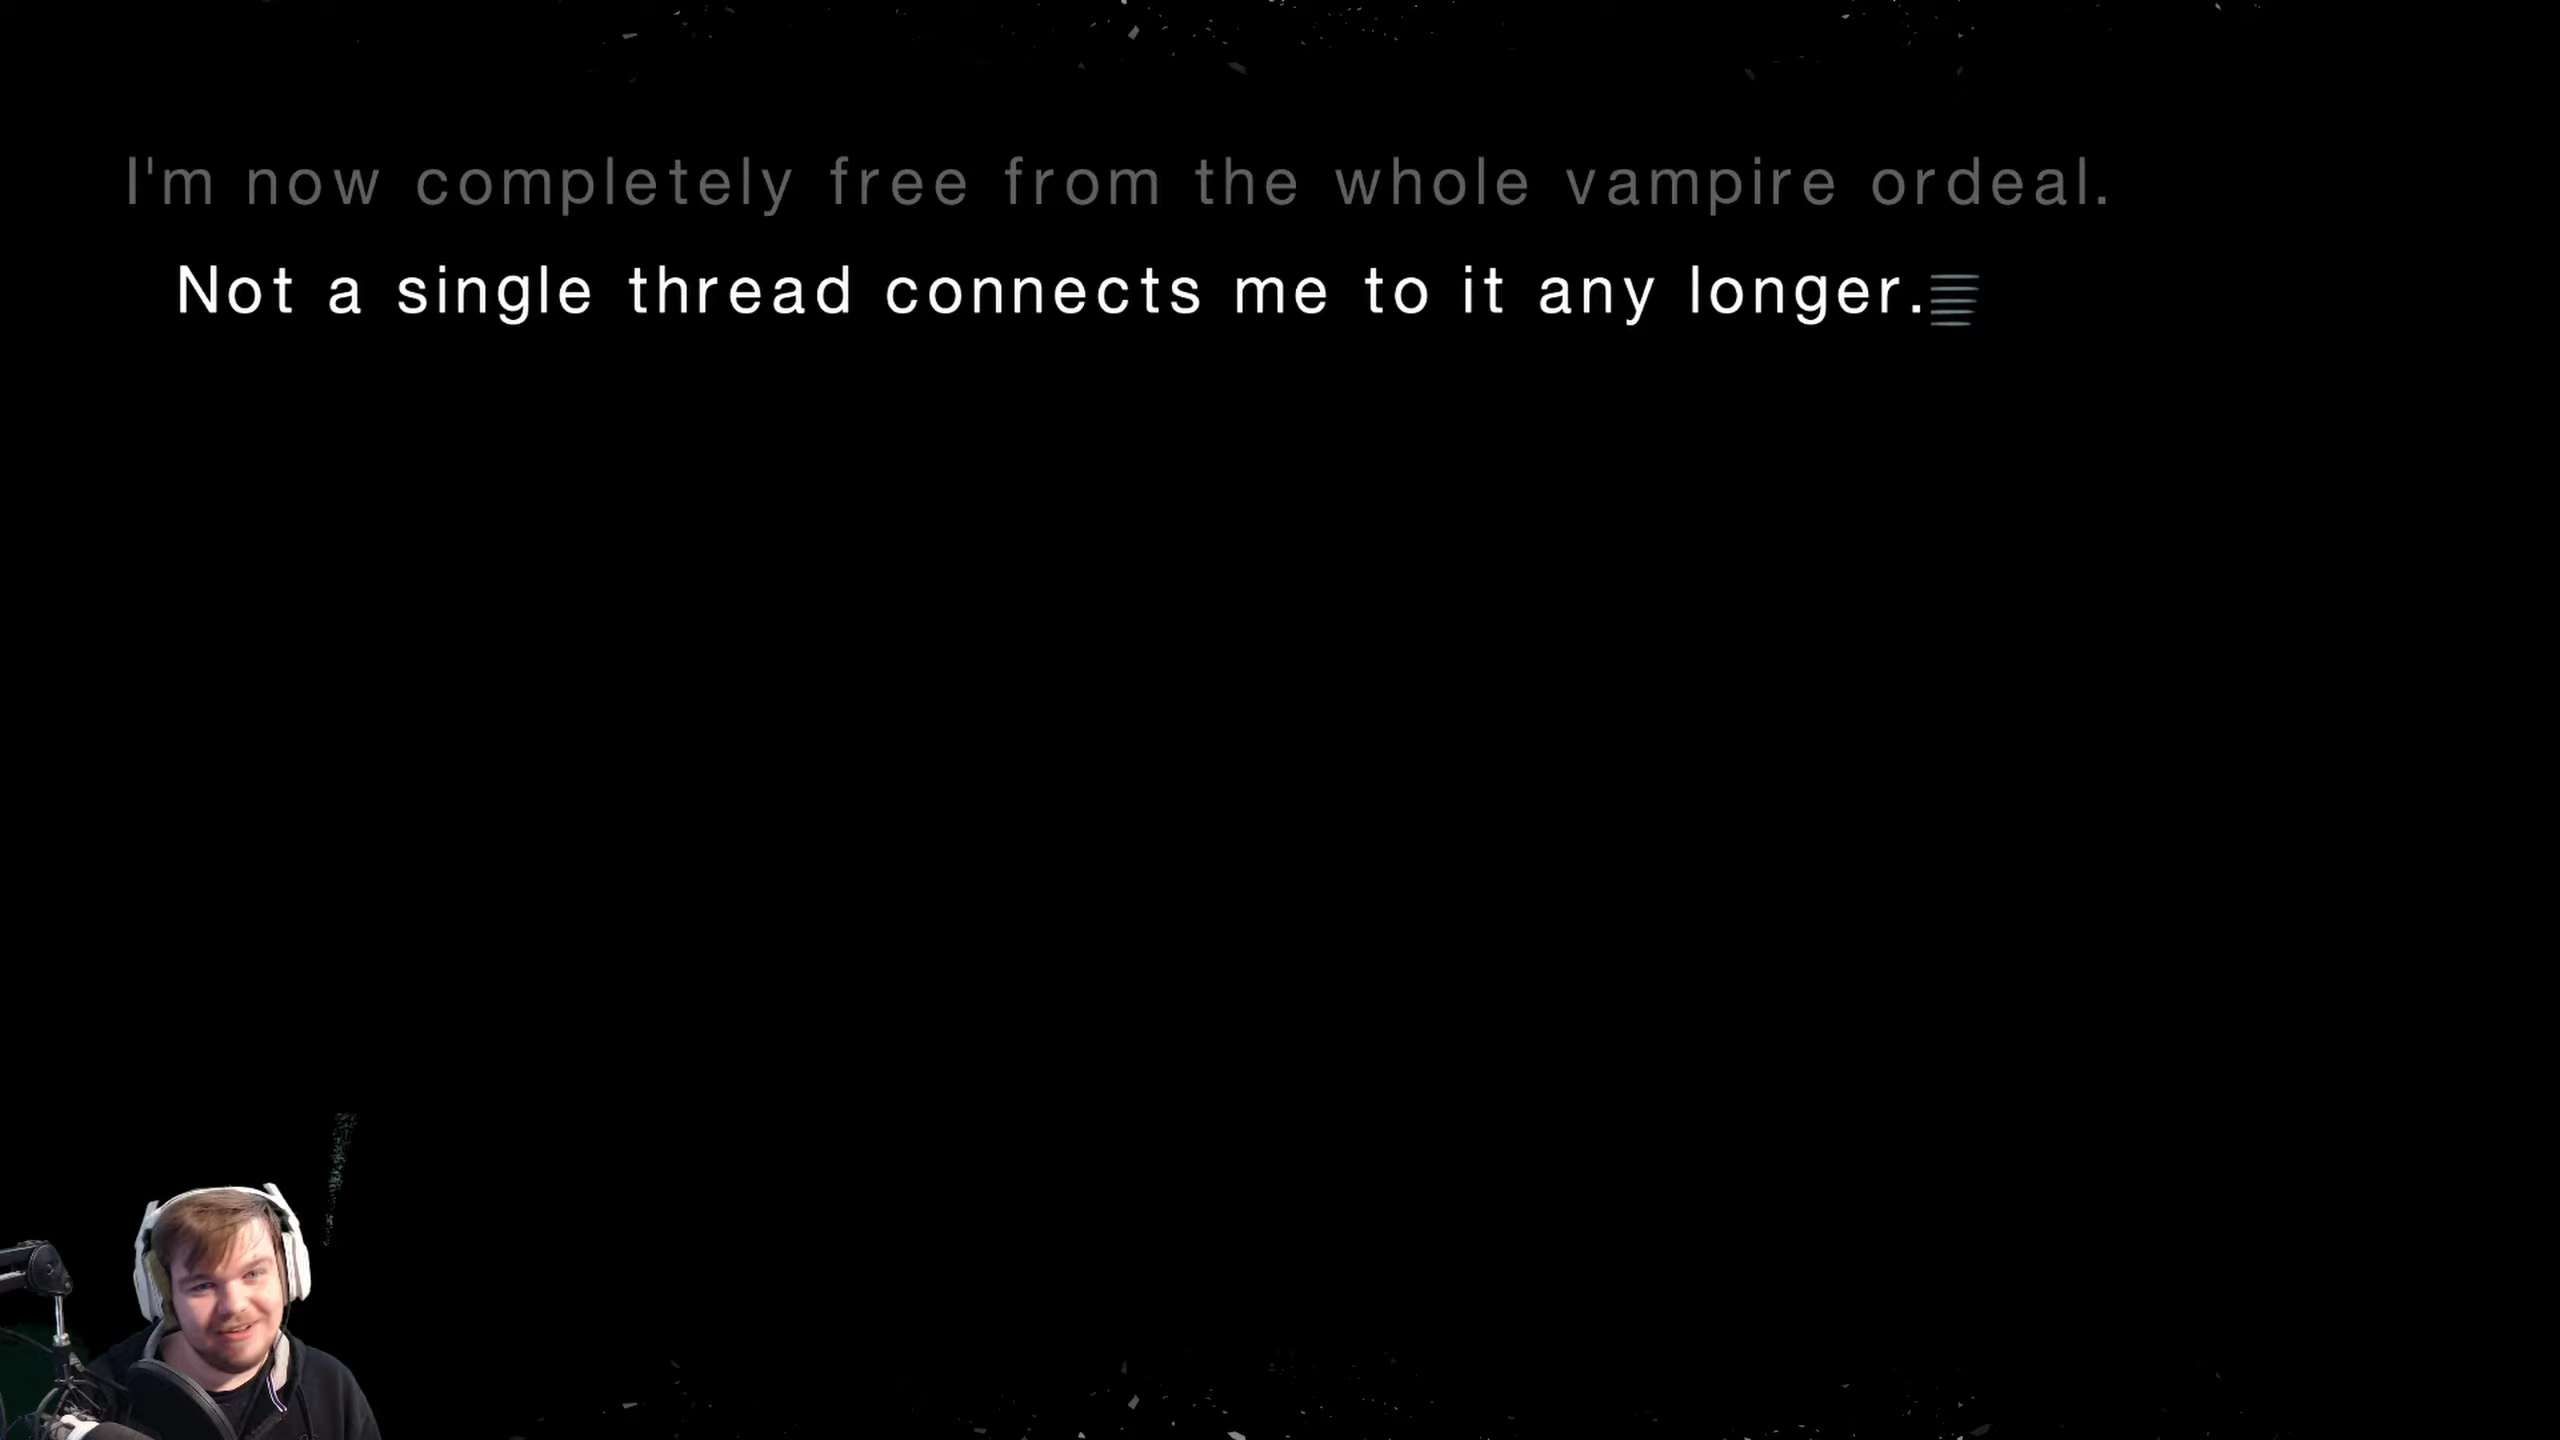 I'm now completely free from the whole vampire ordeal.
Not a single thread connects me to it any longer.